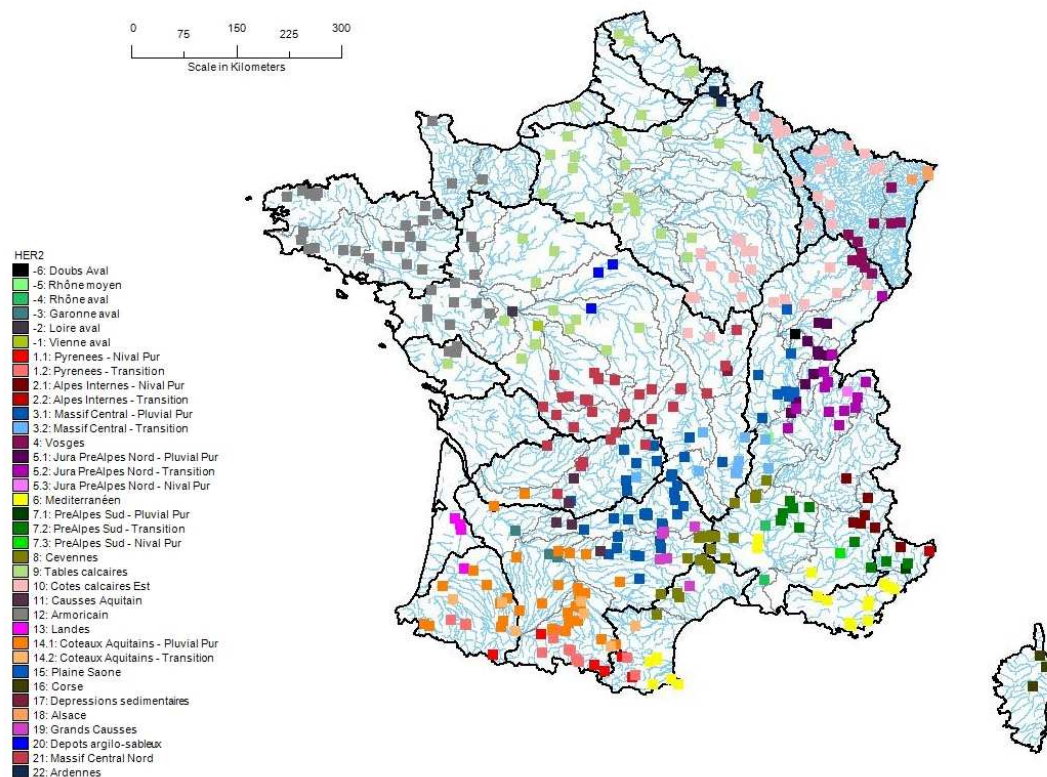 0 75 150 225 300
Scale in Kilometers
HER2
-6: Doubs Aval
-5: Rhône moyen
-4: Rhône aval
-3: Garonne aval
-2: Loire aval
-1: Vienne aval
1.1: Pyrenees - Nival Pur
1.2: Pyrenees - Transition
2.1: Alpes Internes - Nival Pur
2.2: Alpes Internes - Transition
3.1: Massif Central - Pluvial Pur
3.2: Massif Central - Transition
4: Vosges
5.1: Jura PreAlpes Nord - Pluvial Pur
5.2: Jura PreAlpes Nord - Transition
5.3: Jura PreAlpes Nord - Nival Pur
6: Mediterranéen
7.1: PreAlpes Sud - Pluvial Pur
7.2: PreAlpes Sud - Transition
7.3: PreAlpes Sud - Nival Pur
8: Cevennes
9: Tables calcaires
10: Cotes calcaires Est
11: Causses Aquitain
12: Armoricain
13: Landes
14.1: Coteaux Aquitains - Pluvial Pur
14.2: Coteaux Aquitains - Transition
15: Plaine Saone
16: Corse
17: Depressions sedimentaires
18: Alsace
19: Grands Causses
20: Depots argilo-sableux
21: Massif Central Nord
22: Ardennes